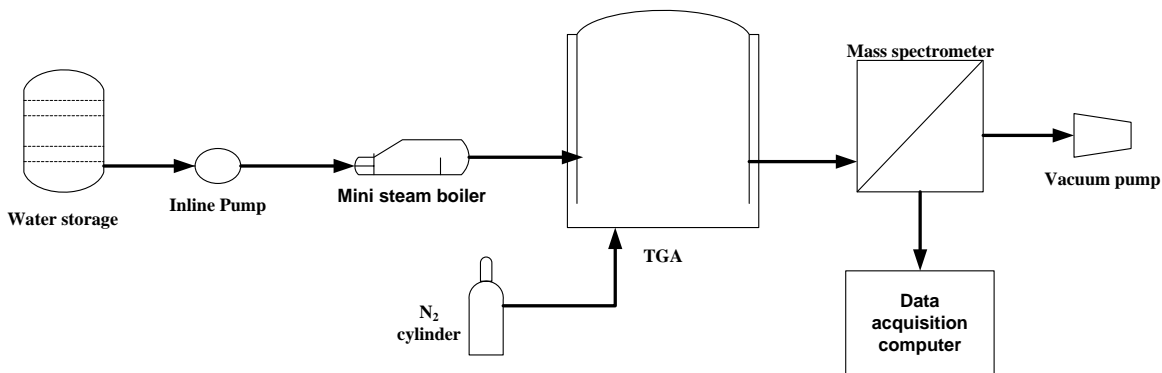 Water storage
Inline Pump
Mini steam boiler
N₂
cylinder
TGA
Mass spectrometer
Vacuum pump
Data
acquisition
computer